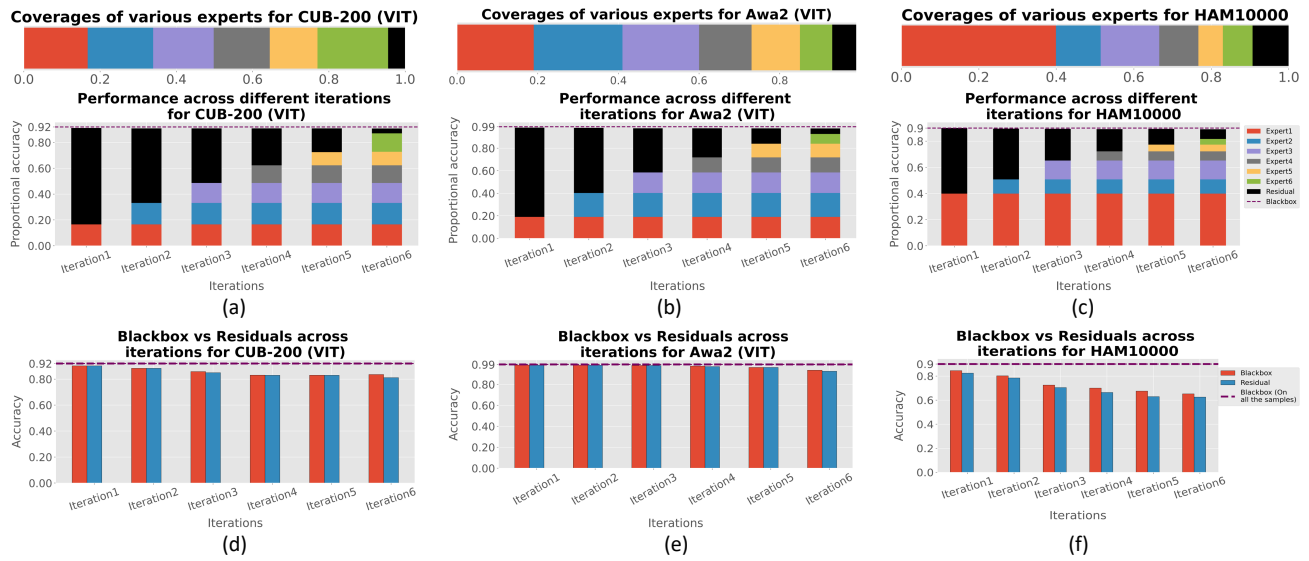 Coverages of various experts for CUB-200 (VIT)
0.0 0.2 0.4 0.6 0.8 1.0
Performance across different iterations
for CUB-200 (VIT)
Proportional accuracy
0.92
0.80
0.60
0.40
0.20
0.00
Iteration1 Iteration2 Iteration3 Iteration4 Iteration5 Iteration6
Iterations
(a)
Coverages of various experts for Awa2 (VIT)
0.0 0.2 0.4 0.6 0.8
Performance across different
iterations for Awa2 (VIT)
Proportional accuracy
0.99
0.80
0.60
0.40
0.20
0.00
Iteration1 Iteration2 Iteration3 Iteration4 Iteration5 Iteration6
Iterations
(b)
Coverages of various experts for HAM10000
0.0 0.2 0.4 0.6 0.8 1.0
Performance across different
iterations for HAM10000
Proportional accuracy
0.9
0.8
0.6
0.4
0.2
0.0
Iteration1 Iteration2 Iteration3 Iteration4 Iteration5 Iteration6
Iterations
Expert1
Expert2
Expert3
Expert4
Expert5
Expert6
Residual
Blackbox
(c)
Blackbox vs Residuals across
iterations for CUB-200 (VIT)
Accuracy
0.92
0.80
0.60
0.40
0.20
0.00
Iteration1 Iteration2 Iteration3 Iteration4 Iteration5 Iteration6
Iterations
(d)
Blackbox vs Residuals across
iterations for Awa2 (VIT)
Accuracy
0.99
0.80
0.60
0.40
0.20
0.00
Iteration1 Iteration2 Iteration3 Iteration4 Iteration5 Iteration6
Iterations
(e)
Blackbox vs Residuals across
iterations for HAM10000
Accuracy
0.9
0.8
0.6
0.4
0.2
0.0
Iteration1 Iteration2 Iteration3 Iteration4 Iteration5 Iteration6
Iterations
Blackbox
Residual
Blackbox (On
all the samples)
(f)